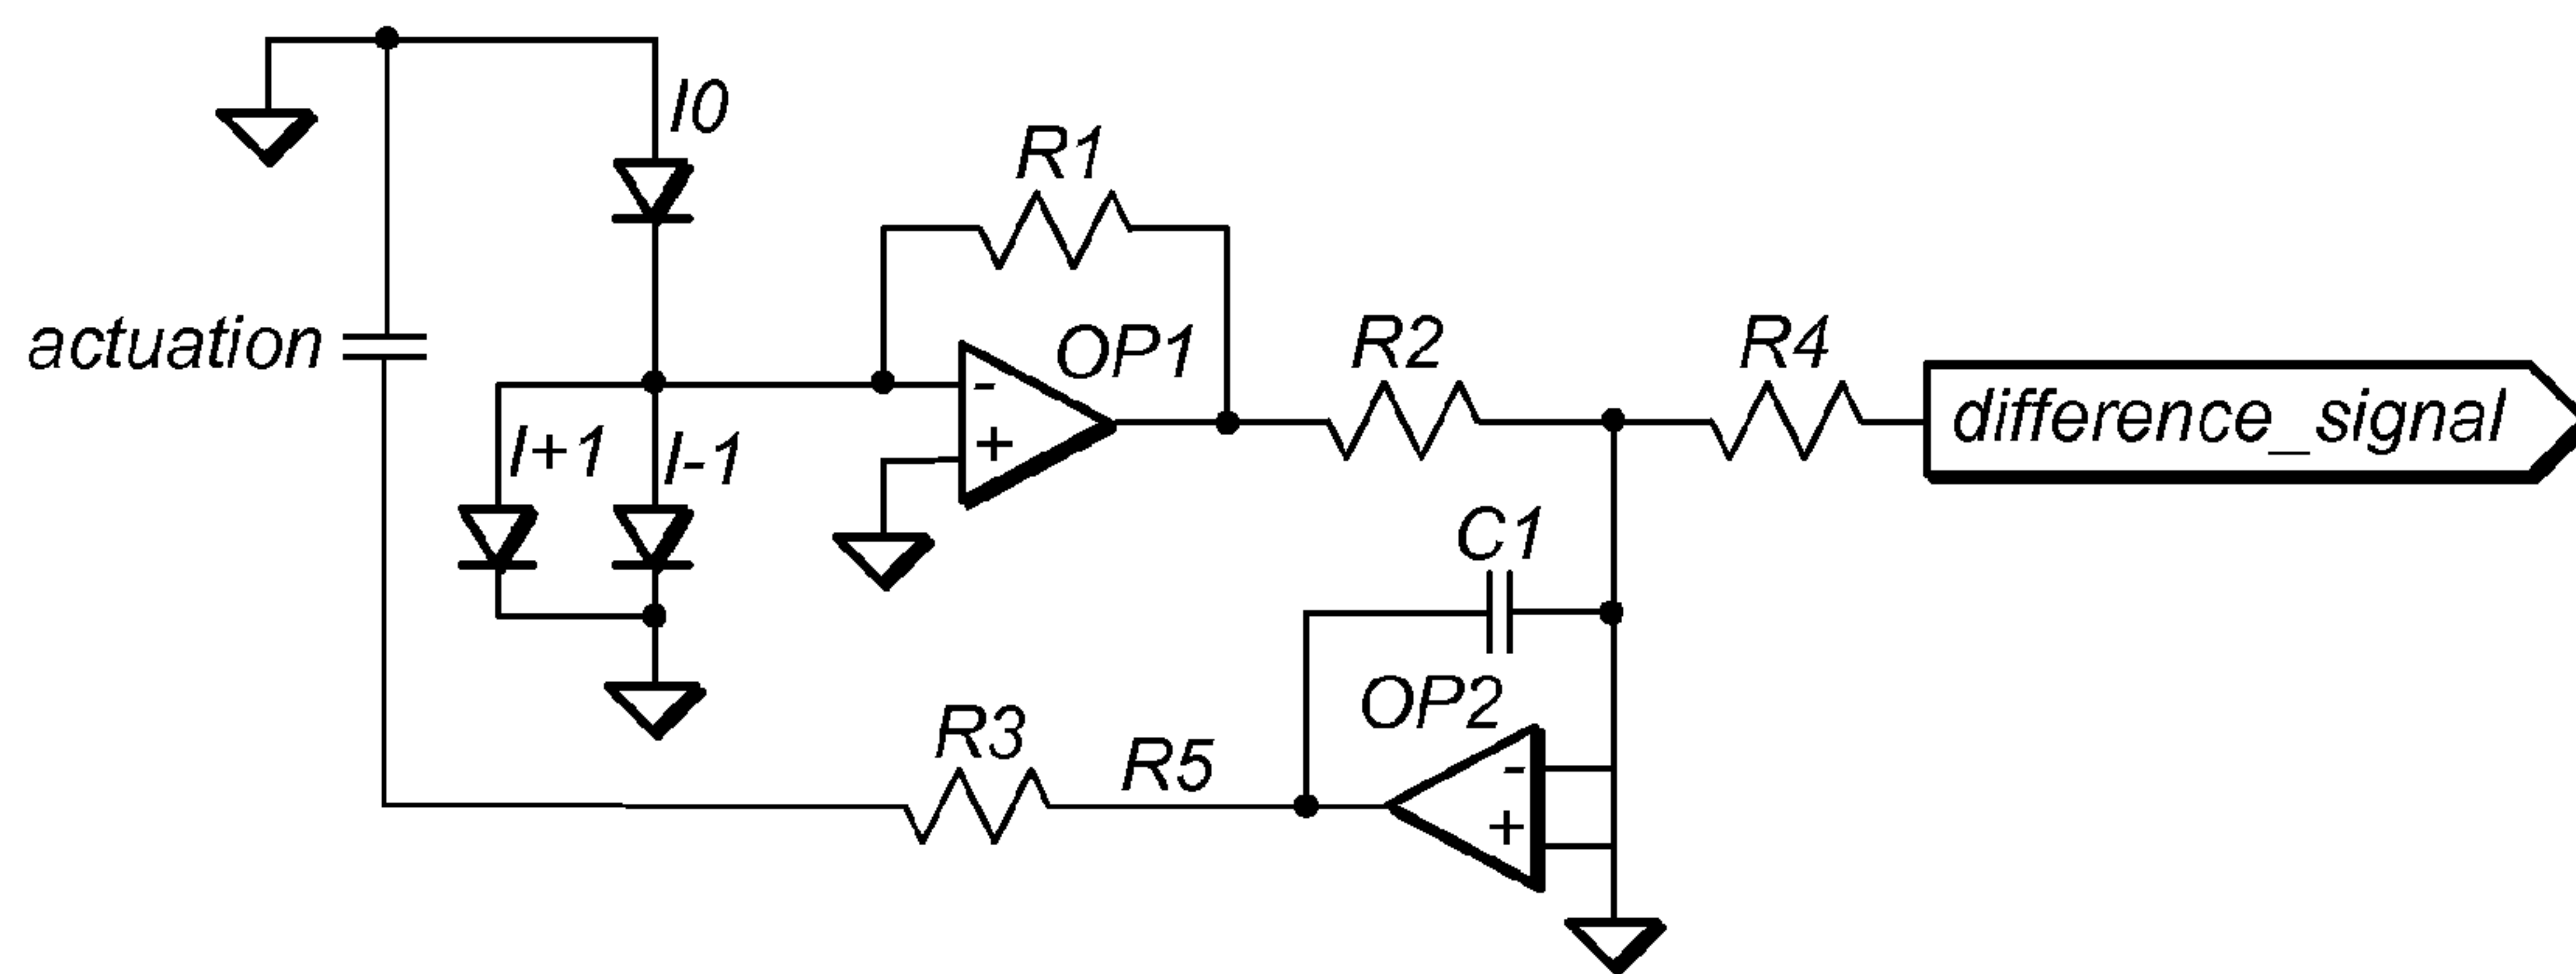 I0
R1
actuation
OP1
R2
R4
-
+
difference_signal
I+1
I-1
C1
OP2
R3
R5
-
+